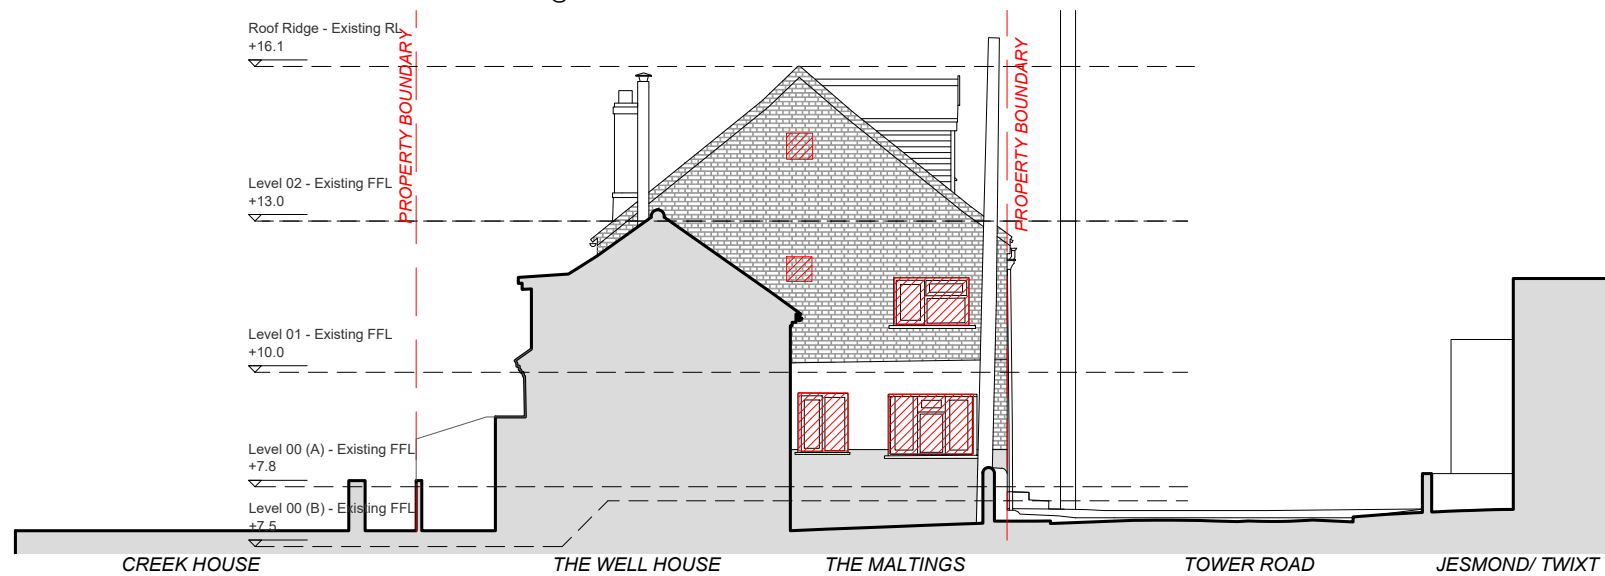 Roof Ridge - Existing RL
+16.1
PROPERTY BOUNDARY
PROPERTY BOUNDARY
Level 02 - Existing FFL
+13.0
Level 01 - Existing FFL
+10.0
Level 00 (A) - Existing FFL
+7.8
Level 00 (B) - Existing FFL
+7.5
CREEK HOUSE
THE WELL HOUSE
THE MALTINGS
TOWER ROAD
JESMOND/ TWIXT